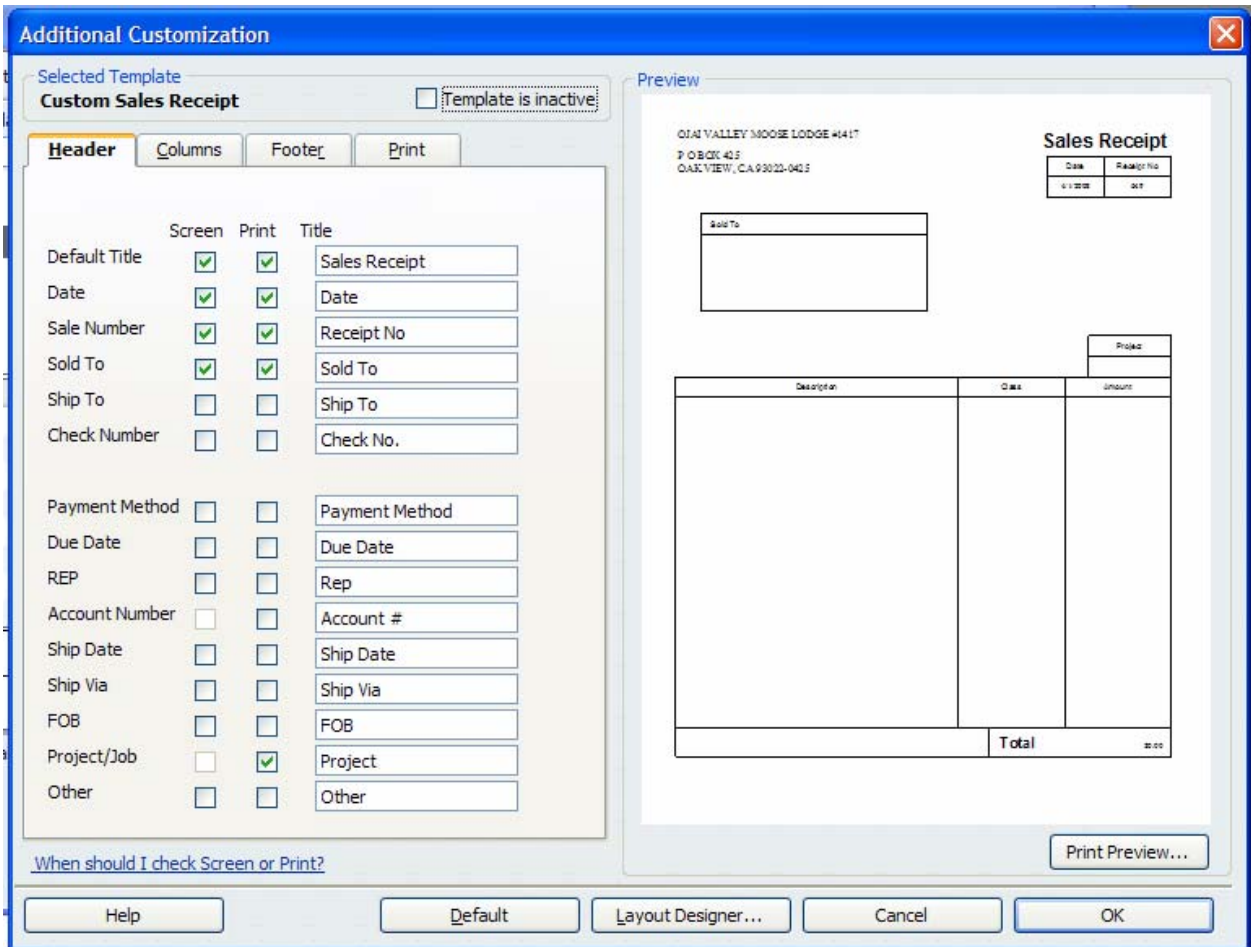 Additional Customization
Selected Template
Custom Sales Receipt
Template is inactive
Header Columns Footer Print
Screen Print Title
Default Title Sales Receipt
Date Date
Sale Number Receipt No
Sold To Sold To
Ship To Ship To
Check Number Check No.
Payment Method Payment Method
Due Date Due Date
REP Rep
Account Number Account #
Ship Date Ship Date
Ship Via Ship Via
FOB FOB
Project/Job Project
Other Other
When should I check Screen or Print?
Preview
OJAI VALLEY MOOSE LODGE #1417
P O BOX 425
OAK VIEW, CA 93022-0425
Sales Receipt
Date Receipt No
Sold To
Project
Description Class Amount
Total
Print Preview...
Help Default Layout Designer... Cancel OK